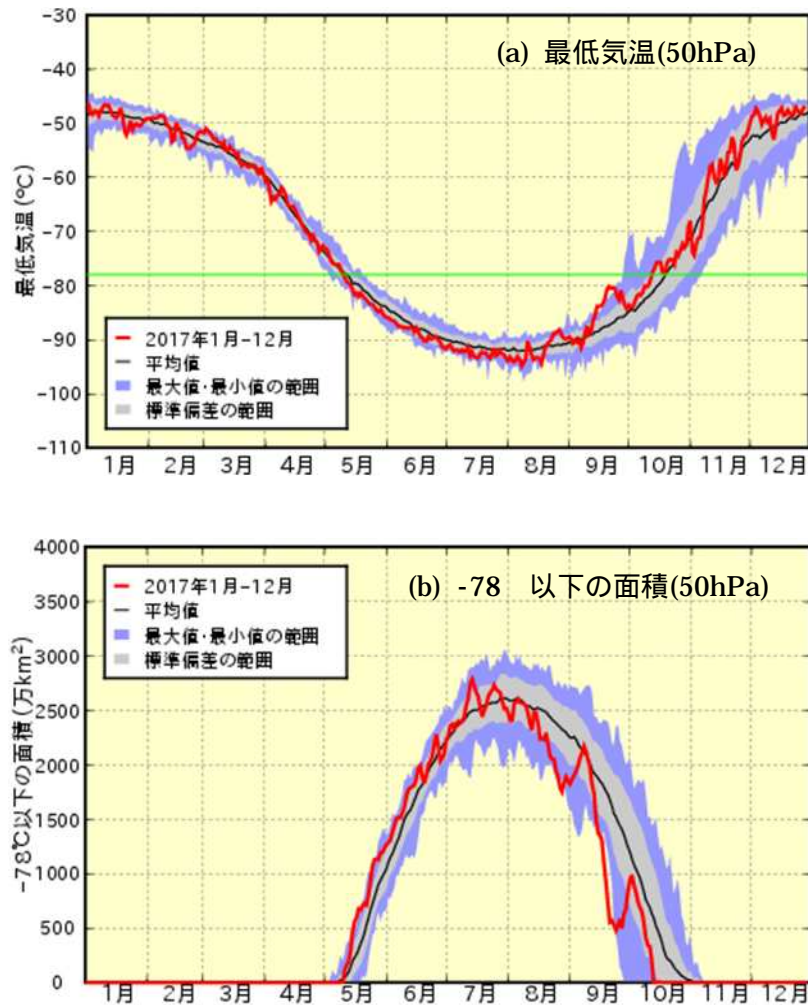 (a) 最低気温(50hPa)
-30
-40
-50
-60
-70
-80
-90
-100
-110
最低気温(℃)
2017年1月-12月
平均値
最大値・最小値の範囲
標準偏差の範囲
1月 2月 3月 4月 5月 6月 7月 8月 9月 10月 11月 12月
(b) -78 以下の面積(50hPa)
4000
3500
3000
2500
2000
1500
1000
500
0
-78℃以下の面積(万km²)
2017年1月-12月
平均値
最大値・最小値の範囲
標準偏差の範囲
1月 2月 3月 4月 5月 6月 7月 8月 9月 10月 11月 12月